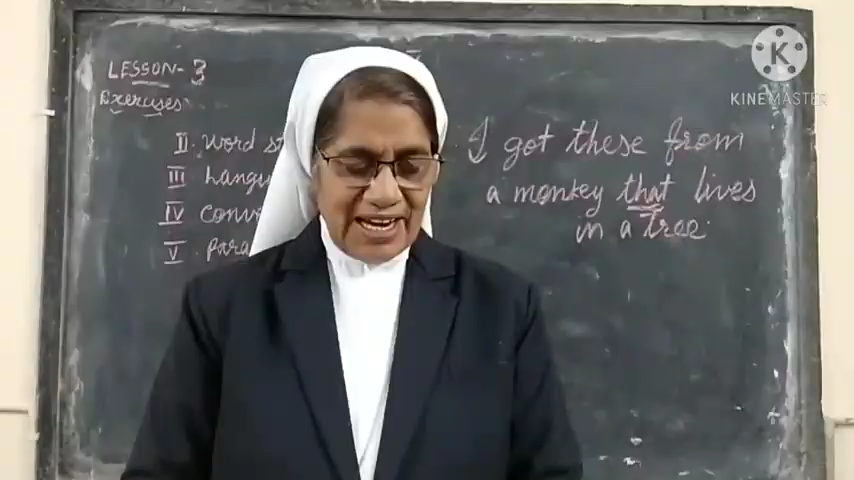 LESSON-3
Exercises
II. word
III Langu
IV conv
V. para
I got these from
a monkey that lives
in a tree.
KINEMASTER